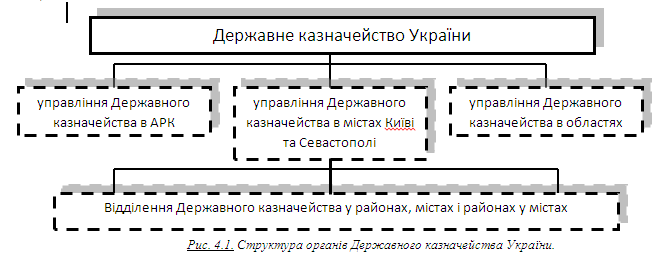 Державне казначейство України
управління Державного
казначейства в АРК
управління Державного
казначейства в містах Київі
та Севастополі
управління Державного
казначейства в областях
Відділення Державного казначейства у районах, містах і районах у містах
Рис. 4.1. Структура органів Державного казначейства України.